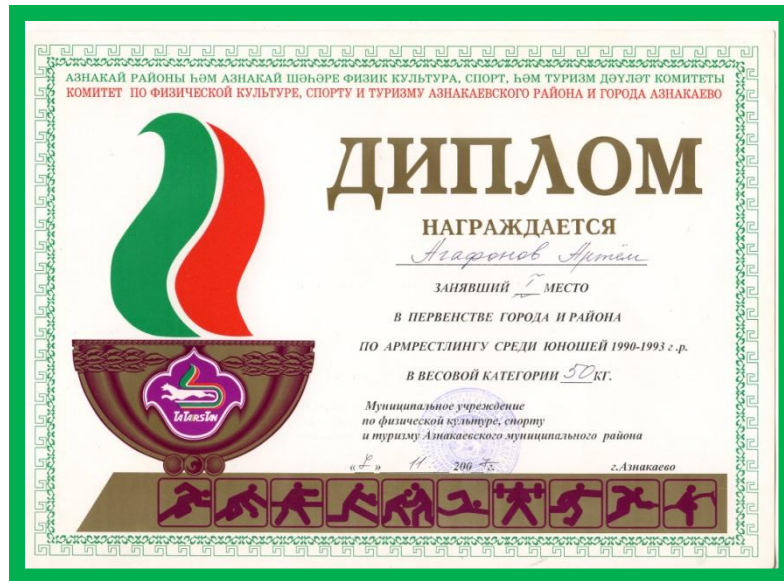 АЗНАКАЙ РАЙОНЫ ҺӘМ АЗНАКАЙ ШӘҺӘРЕ ФИЗИК КУЛЬТУРА, СПОРТ, ҺӘМ ТУРИЗМ ДӘҮЛӘТ КОМИТЕТЫ
КОМИТЕТ ПО ФИЗИЧЕСКОЙ КУЛЬТУРЕ, СПОРТУ И ТУРИЗМУ АЗНАКАЕВСКОГО РАЙОНА И ГОРОДА АЗНАКАЕВО
ДИПЛОМ
НАГРАЖДАЕТСЯ
Агафонов Артём
ЗАНЯВШИЙ I МЕСТО
В ПЕРВЕНСТВЕ ГОРОДА И РАЙОНА
ПО АРМРЕСТЛИНГУ СРЕДИ ЮНОШЕЙ 1990-1993 г.р.
В ВЕСОВОЙ КАТЕГОРИИ 50 КГ.
TATARSTAN
Муниципальное учреждение
по физической культуре, спорту
и туризму Азнакаевского муниципального района
11 200 г. г.Азнакаево